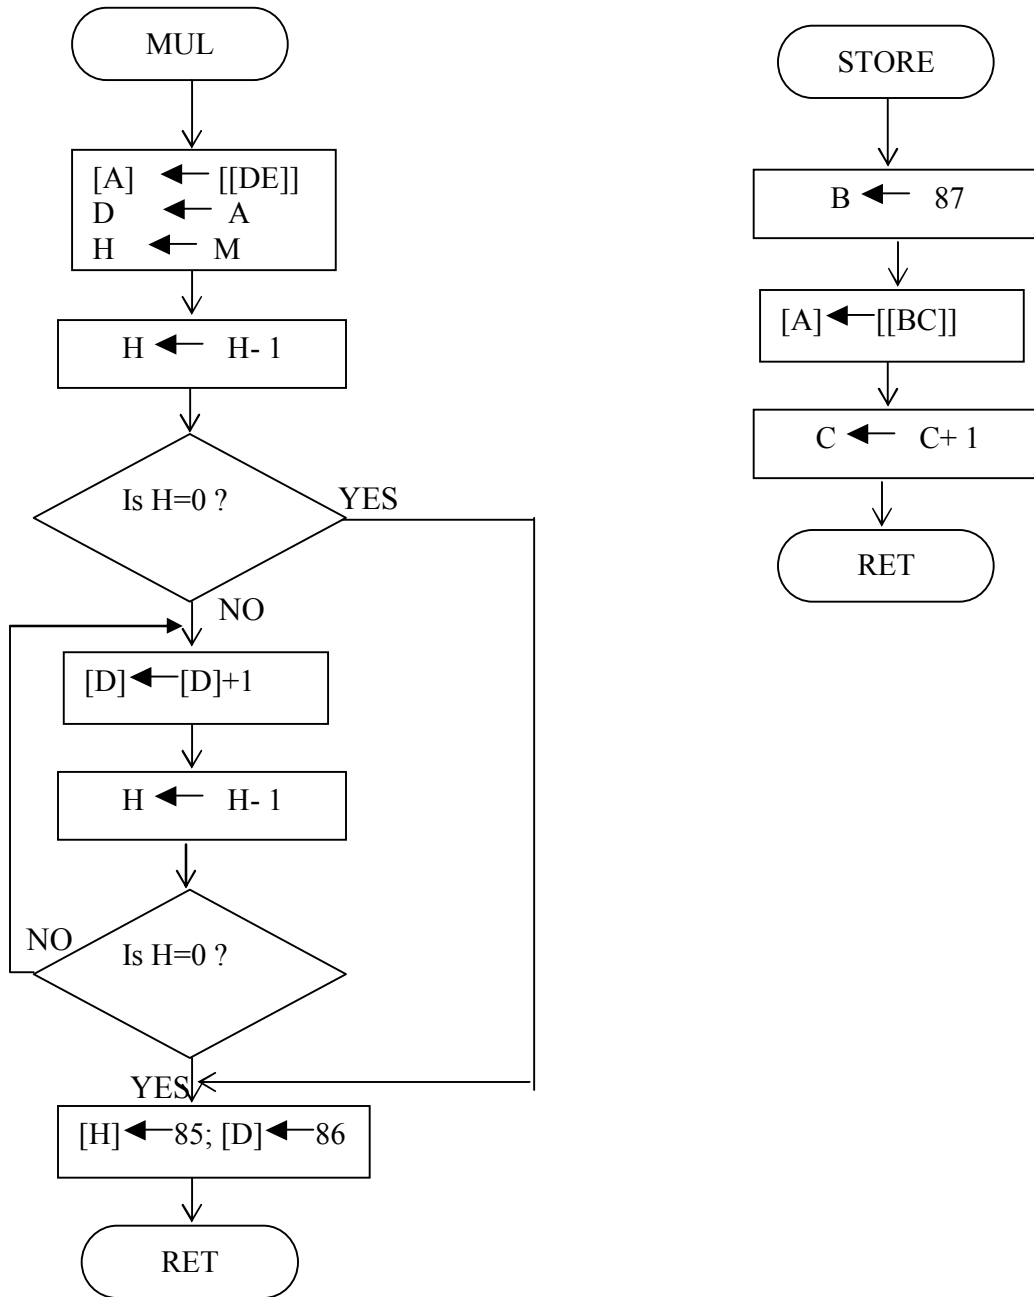 MUL
[A] ← [[DE]]
D ← A
H ← M
H ← H- 1
Is H=0 ?
YES
NO
[D] ← [D]+1
H ← H- 1
Is H=0 ?
NO
YES
[H] ← 85; [D] ← 86
RET
STORE
B ← 87
[A] ← [[BC]]
C ← C+ 1
RET